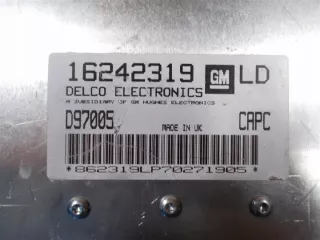 16242319 GM LD
DELCO ELECTRONICS
A SUBSIDIARY OF GM HUGHES ELECTRONICS
D97005 MADE IN UK CAPC
*862319LP70271905*